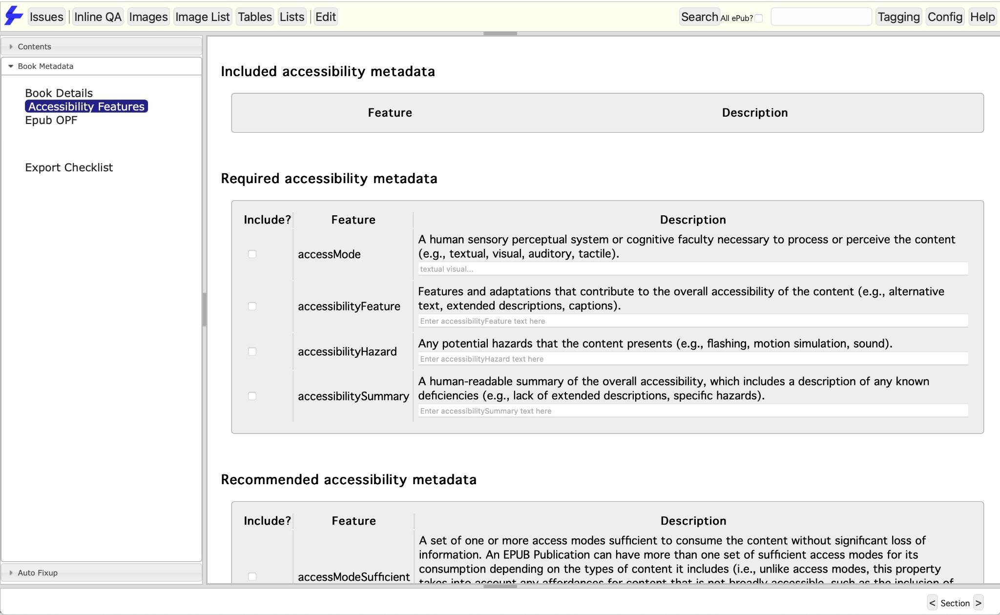 Issues Inline QA Images Image List Tables Lists Edit Search All ePub? Tagging Config Help
Contents
Book Metadata
Book Details
Accessibility Features
Epub OPF
Export Checklist
Auto Fixup
Included accessibility metadata
Feature Description
Required accessibility metadata
Include? Feature Description
accessMode
A human sensory perceptual system or cognitive faculty necessary to process or perceive the content
(e.g., textual, visual, auditory, tactile).
textual visual...
accessibilityFeature
Features and adaptations that contribute to the overall accessibility of the content (e.g., alternative
text, extended descriptions, captions).
Enter accessibilityFeature text here
accessibilityHazard
Any potential hazards that the content presents (e.g., flashing, motion simulation, sound).
Enter accessibilityHazard text here
accessibilitySummary
A human-readable summary of the overall accessibility, which includes a description of any known
deficiencies (e.g., lack of extended descriptions, specific hazards).
Enter accessibilitySummary text here
Recommended accessibility metadata
Include? Feature Description
accessModeSufficient
A set of one or more access modes sufficient to consume the content without significant loss of
information. An EPUB Publication can have more than one set of sufficient access modes for its
consumption depending on the types of content it includes (i.e., unlike access modes, this property
takes into account any affordances for content that is not broadly accessible, such as the inclusion of
< Section >